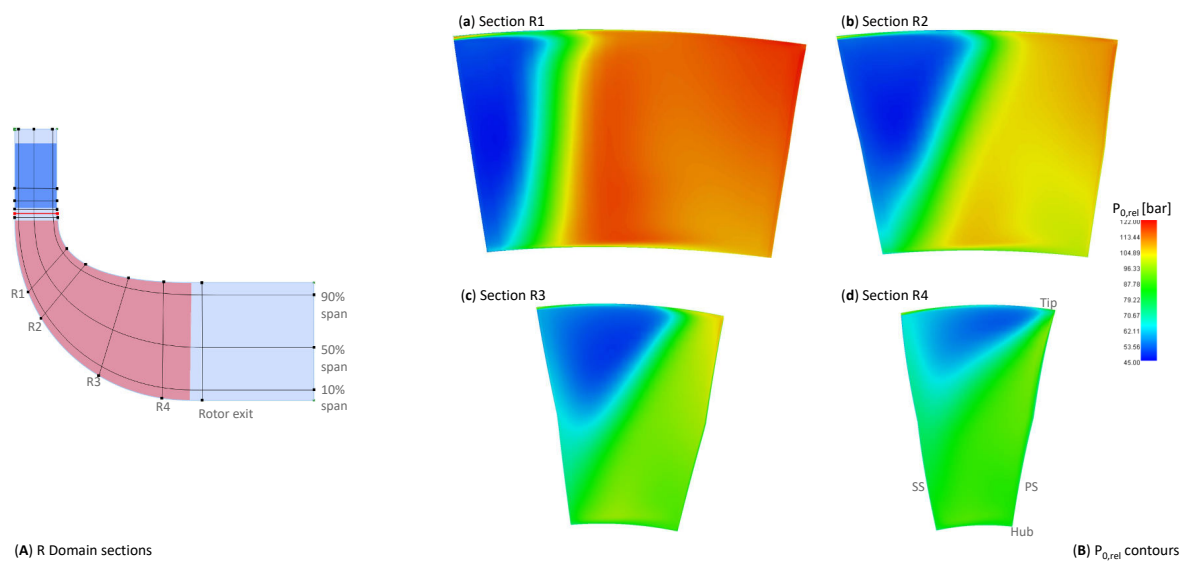 (a) Section R1
(b) Section R2
R1
R2
R3
R4
90%
span
50%
span
10%
span
Rotor exit
(c) Section R3
(d) Section R4
Tip
SS
PS
Hub
P0,rel [bar]
122.00
113.44
104.89
96.33
87.78
78.67
70.67
62.11
53.56
45.00
(A) R Domain sections
(B) P0,rel contours